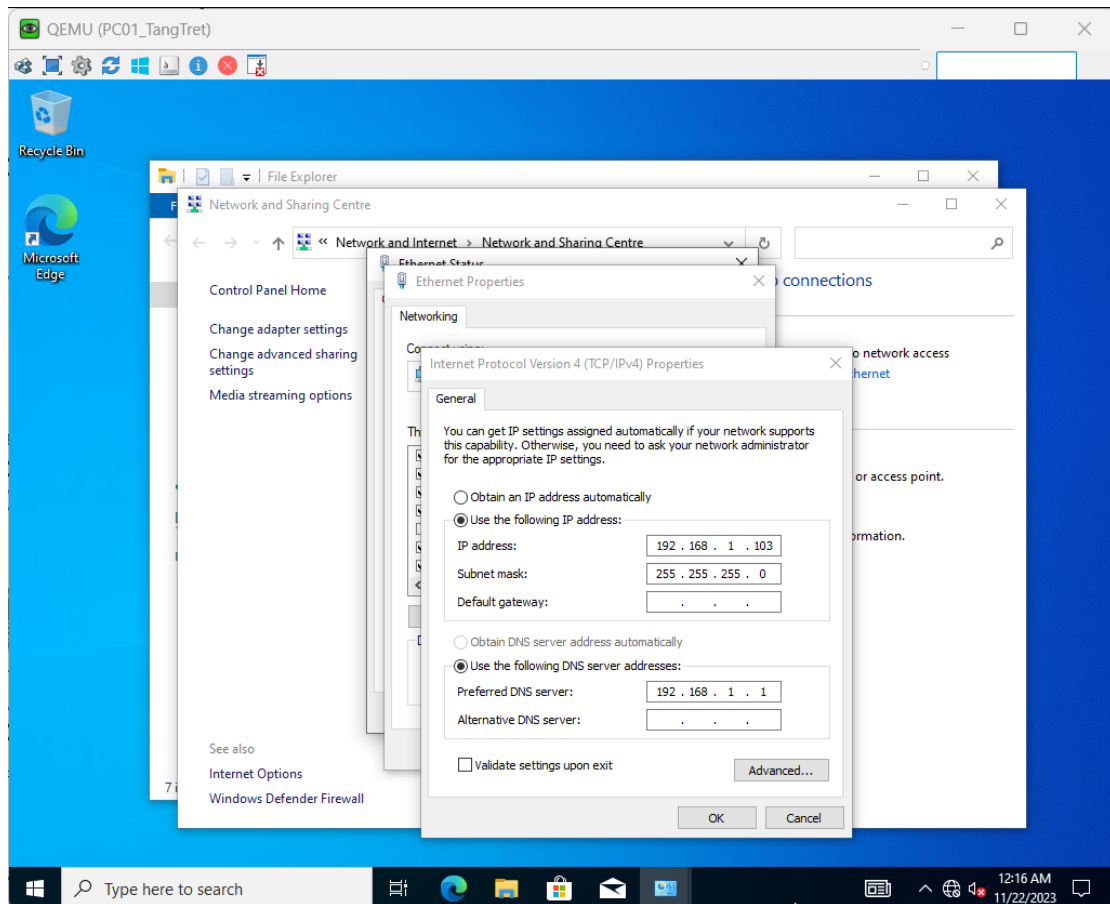 QEMU (PC01_TangTret)
Recycle Bin
Microsoft
Edge
File Explorer
F
Network and Sharing Centre
« Network and Internet > Network and Sharing Centre
Control Panel Home
Change adapter settings
Change advanced sharing
settings
Media streaming options
connections
o network access
hernet
or access point.
ormation.
Ethernet Status
Ethernet Properties
Networking
Th
Internet Protocol Version 4 (TCP/IPv4) Properties
General
You can get IP settings assigned automatically if your network supports
this capability. Otherwise, you need to ask your network administrator
for the appropriate IP settings.
Obtain an IP address automatically
Use the following IP address:
IP address: 192 . 168 . 1 . 103
Subnet mask: 255 . 255 . 255 . 0
Default gateway: . . .
Obtain DNS server address automatically
Use the following DNS server addresses:
Preferred DNS server: 192 . 168 . 1 . 1
Alternative DNS server: . . .
Validate settings upon exit
Advanced...
OK Cancel
See also
Internet Options
Windows Defender Firewall
7 i
Type here to search
12:16 AM
11/22/2023